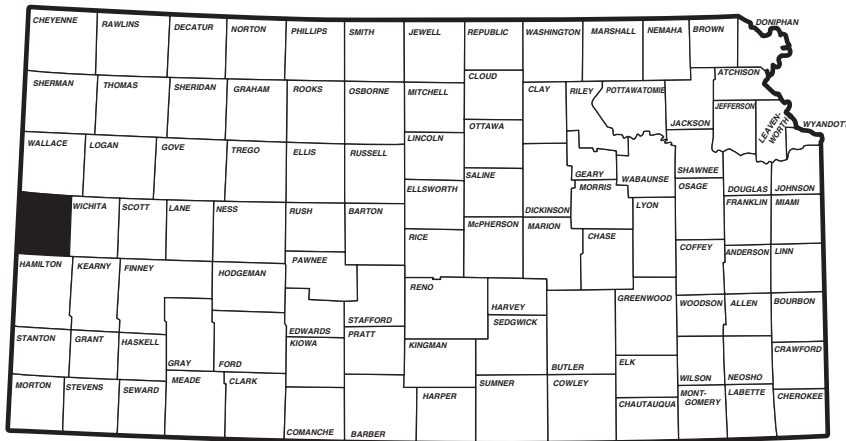 CHEYENNE
RAWLINS
DECATUR
NORTON
PHILLIPS
SMITH
JEWELL
REPUBLIC
WASHINGTON
MARSHALL
NEMAHA
BROWN
DONIPHAN
ATCHISON
SHERMAN
THOMAS
SHERIDAN
GRAHAM
ROOKS
OSBORNE
MITCHELL
CLOUD
CLAY
RILEY
POTTAWATOMIE
JACKSON
JEFFERSON
LEAVEN-
WORTH
WYANDOTT
WALLACE
LOGAN
GOVE
TREGO
ELLIS
RUSSELL
LINCOLN
OTTAWA
GEARY
WABAUNSE
SHAWNEE
DOUGLAS
JOHNSON
WICHITA
SCOTT
LANE
NESS
RUSH
BARTON
ELLSWORTH
SALINE
DICKINSON
MORRIS
LYON
OSAGE
FRANKLIN
MIAMI
HAMILTON
KEARNY
FINNEY
HODGEMAN
PAWNEE
RICE
McPHERSON
MARION
CHASE
COFFEY
ANDERSON
LINN
STAFFORD
RENO
HARVEY
GREENWOOD
WOODSON
ALLEN
BOURBON
STANTON
GRANT
HASKELL
GRAY
FORD
EDWARDS
KIOWA
PRATT
KINGMAN
SEDGWICK
BUTLER
ELK
WILSON
NEOSHO
CRAWFORD
MORTON
STEVENS
SEWARD
MEADE
CLARK
COMANCHE
BARBER
HARPER
SUMNER
COWLEY
CHAUTAUQUA
MONT-
GOMERY
LABETTE
CHEROKEE